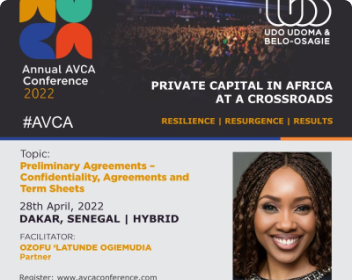 AVCA
Annual AVCA
Conference
2022
#AVCA
UDO UDOMA &
BELO-OSAGIE
PRIVATE CAPITAL IN AFRICA
AT A CROSSROADS
RESILIENCE | RESURGENCE | RESULTS
Topic:
Preliminary Agreements –
Confidentiality, Agreements and
Term Sheets
28th April, 2022
DAKAR, SENEGAL | HYBRID
FACILITATOR:
OZOFU 'LATUNDE OGIEMUDIA
Partner
Register: www.avcaconference.com